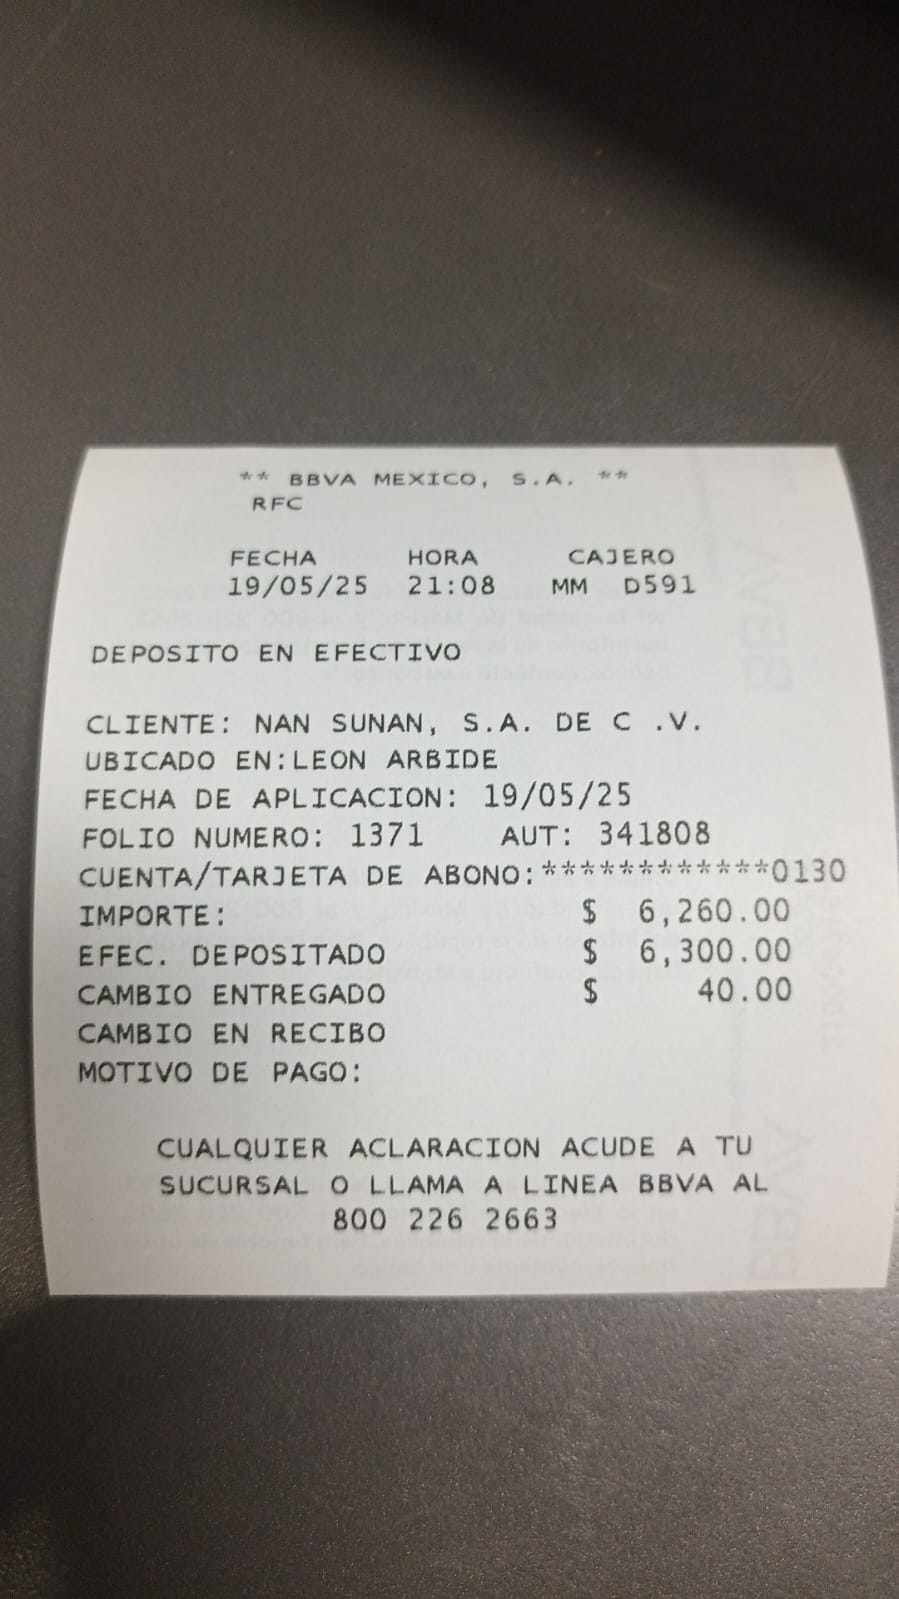 ** BBVA MEXICO, S.A. **
RFC
FECHA HORA CAJERO
19/05/25 21:08 MM D591
DEPOSITO EN EFECTIVO
CLIENTE: NAN SUNAN, S.A. DE C .V.
UBICADO EN:LEON ARBIDE
FECHA DE APLICACION: 19/05/25
FOLIO NUMERO: 1371 AUT: 341808
CUENTA/TARJETA DE ABONO:************0130
IMPORTE: $ 6,260.00
EFEC. DEPOSITADO $ 6,300.00
CAMBIO ENTREGADO $ 40.00
CAMBIO EN RECIBO
MOTIVO DE PAGO:
CUALQUIER ACLARACION ACUDE A TU
SUCURSAL O LLAMA A LINEA BBVA AL
800 226 2663